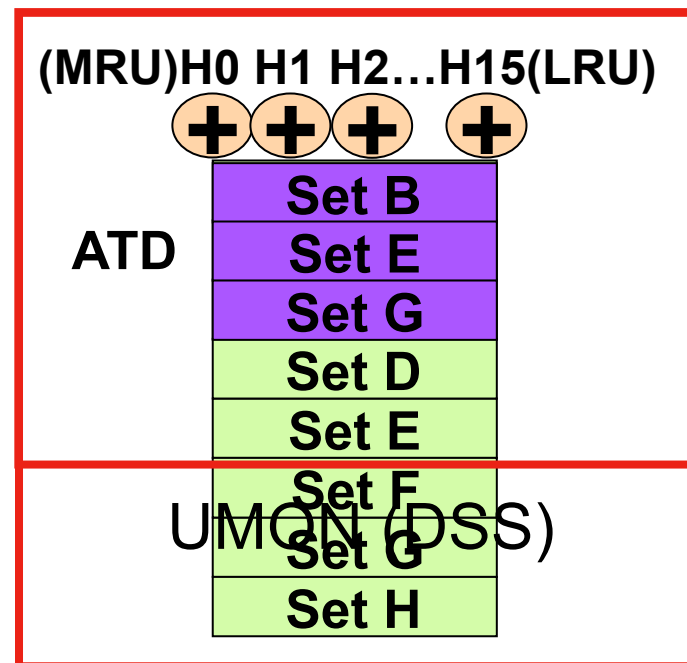 (MRU)H0 H1 H2...H15(LRU)
+ + + +
Set B
ATD
Set E
Set G
Set D
Set E
Set F
UMON (DSS)
Set G
Set H